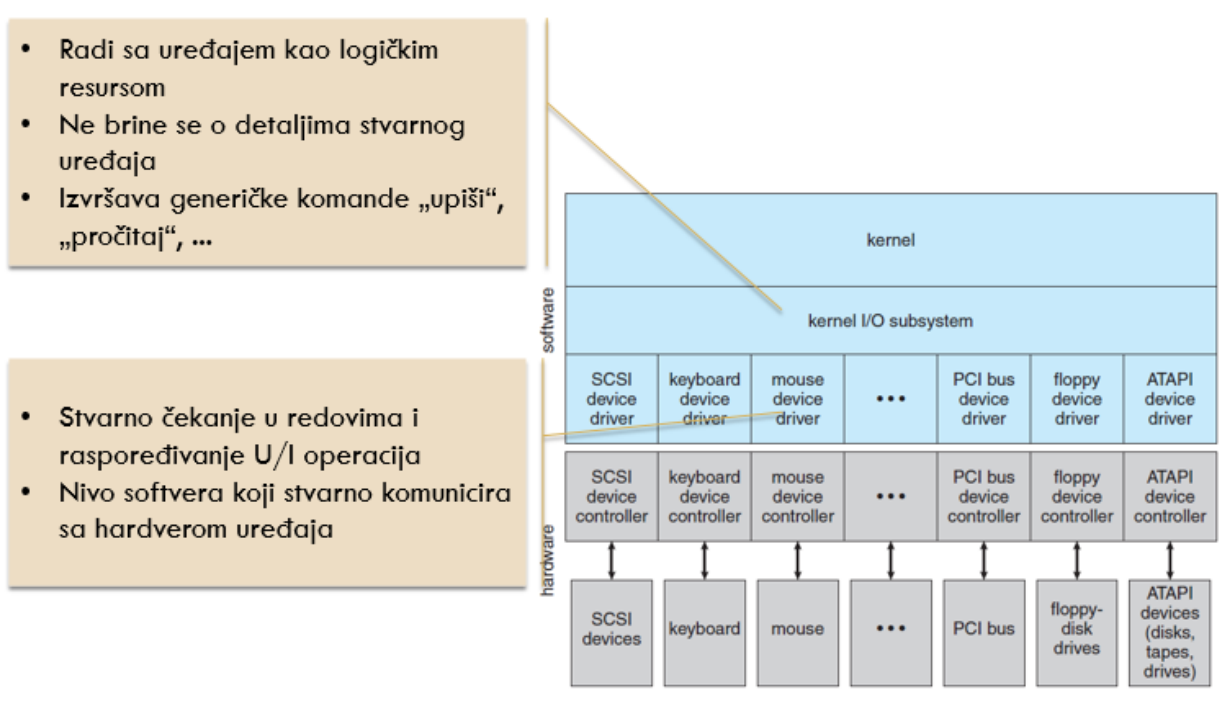 • Radi sa uređajem kao logičkim
resursom
• Ne brine se o detaljima stvarnog
uređaja
• Izvršava generičke komande „upiši“,
„pročitaj“, ...
• Stvarno čekanje u redovima i
raspoređivanje U/I operacija
• Nivo softvera koji stvarno komunicira
sa hardverom uređaja
software
hardware
kernel
kernel I/O subsystem
SCSI
device
driver
keyboard
device
driver
mouse
device
driver
•••
PCI bus
device
driver
floppy
device
driver
ATAPI
device
driver
SCSI
device
controller
keyboard
device
controller
mouse
device
controller
•••
PCI bus
device
controller
floppy
device
controller
ATAPI
device
controller
SCSI
devices
keyboard
mouse
•••
PCI bus
floppy-
disk
drives
ATAPI
devices
(disks,
tapes,
drives)